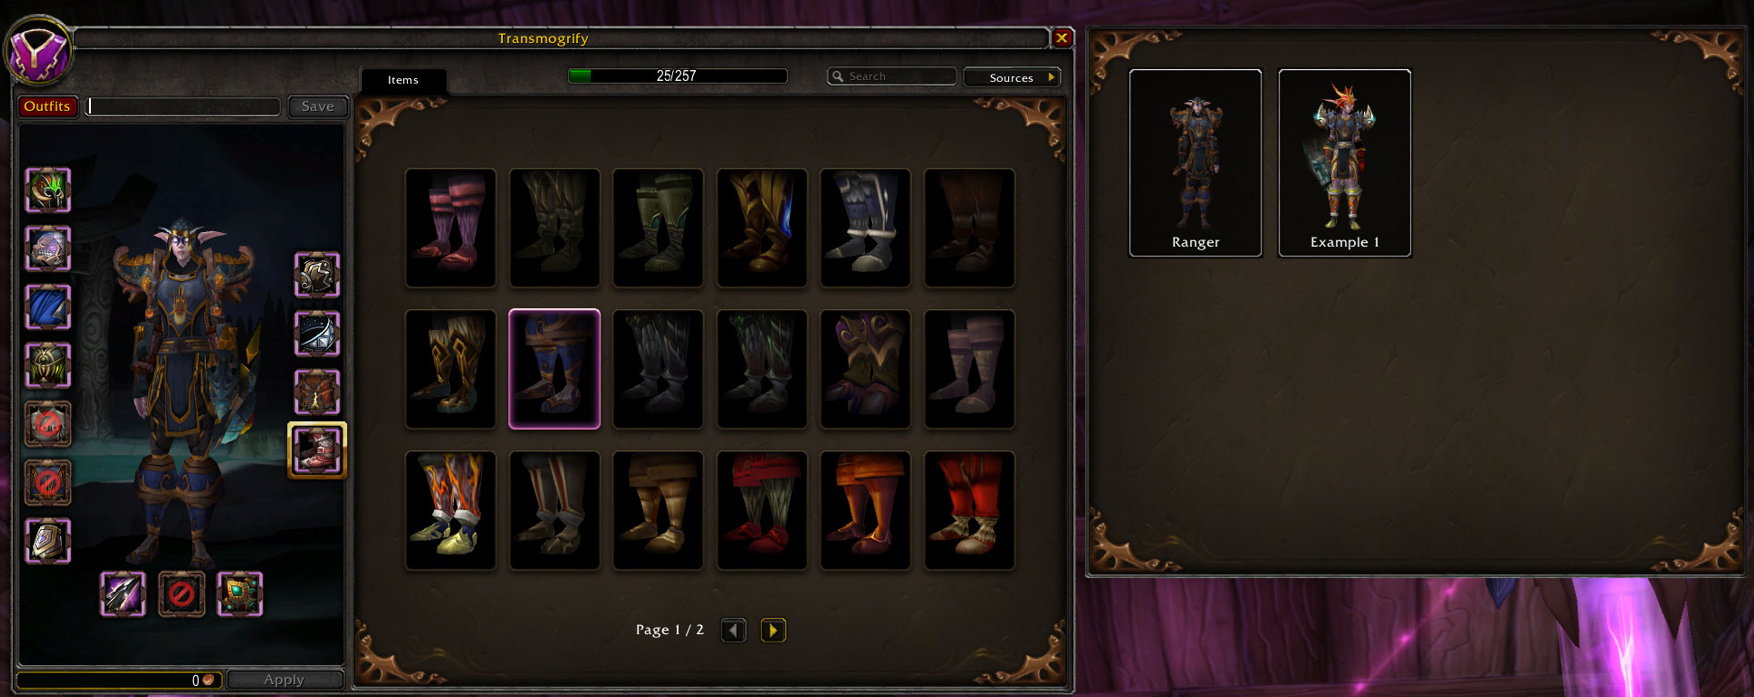 Transmogrify
Items
25/257
Search
Sources
Outfits
Save
Ranger
Example 1
Page 1 / 2
0
Apply